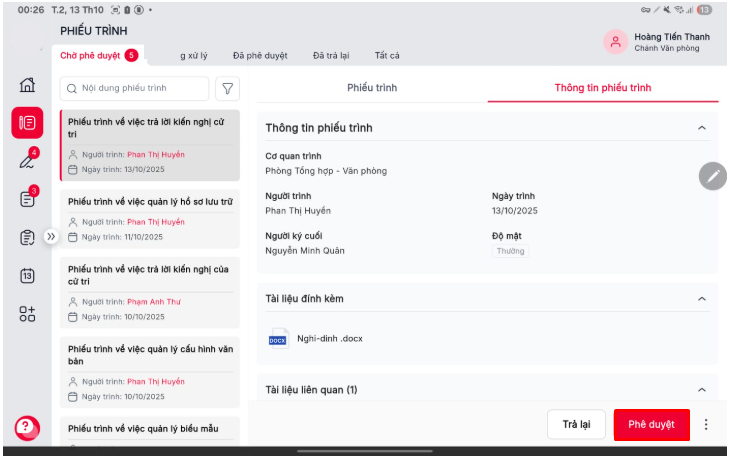 00:26 T.2, 13 Th10
13
PHIẾU TRÌNH
Hoàng Tiến Thanh
Chánh Văn phòng
Chờ phê duyệt 5
g xử lý
Đã phê duyệt
Đã trả lại
Tất cả
Nội dung phiếu trình
Phiếu trình về việc trả lời kiến nghị cử
tri
Người trình: Phan Thị Huyền
Ngày trình: 13/10/2025
Phiếu trình về việc quản lý hồ sơ lưu trữ
Người trình: Phan Thị Huyền
Ngày trình: 11/10/2025
Phiếu trình về việc trả lời kiến nghị của
cử tri
Người trình: Phạm Anh Thư
Ngày trình: 10/10/2025
Phiếu trình về việc quản lý cấu hình văn
bản
Người trình: Phan Thị Huyền
Ngày trình: 10/10/2025
Phiếu trình về việc quản lý biểu mẫu
4
3
13
?
Phiếu trình
Thông tin phiếu trình
Thông tin phiếu trình
Cơ quan trình
Phòng Tổng hợp - Văn phòng
Người trình
Phan Thị Huyền
Ngày trình
13/10/2025
Người ký cuối
Nguyễn Minh Quân
Độ mật
Thường
Tài liệu đính kèm
DOCX
Nghi-dinh .docx
Tài liệu liên quan (1)
Trả lại
Phê duyệt